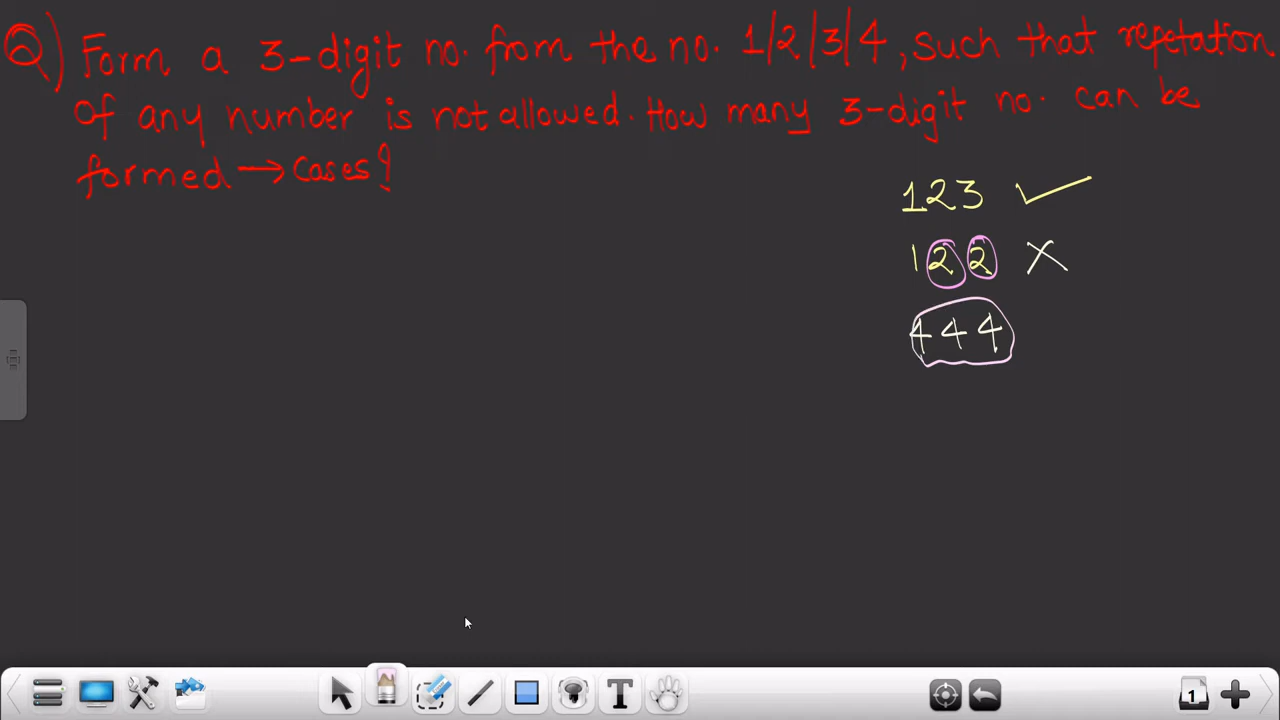 Q) Form a 3-digit no. from the no. 1/2/3/4, such that repetation
of any number is not allowed. How many 3-digit no. can be
formed → Cases?
123 ✓
122 X
444
T
1